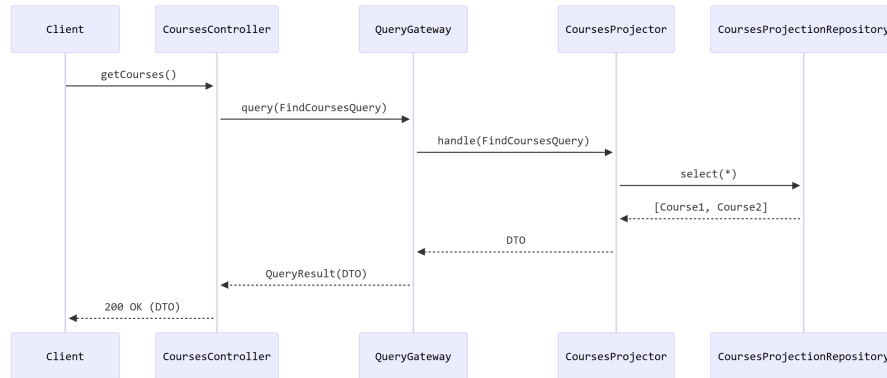 Client
CoursesController
QueryGateway
CoursesProjector
CoursesProjectionRepository
getCourses()
query(FindCoursesQuery)
handle(FindCoursesQuery)
select(*)
[Course1, Course2]
DTO
QueryResult(DTO)
200 OK (DTO)
Client
CoursesController
QueryGateway
CoursesProjector
CoursesProjectionRepository